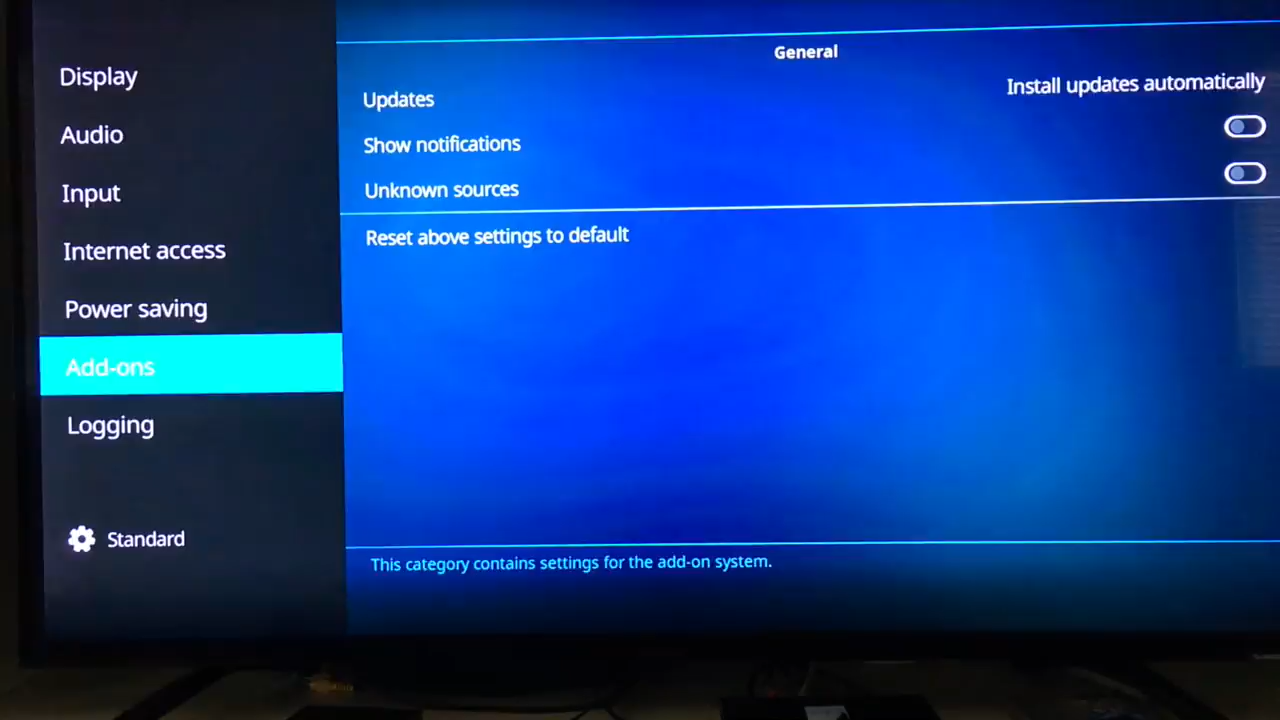 Display
Audio
Input
Internet access
Power saving
Add-ons
Logging
Standard
General
Updates Install updates automatically
Show notifications
Unknown sources
Reset above settings to default
This category contains settings for the add-on system.